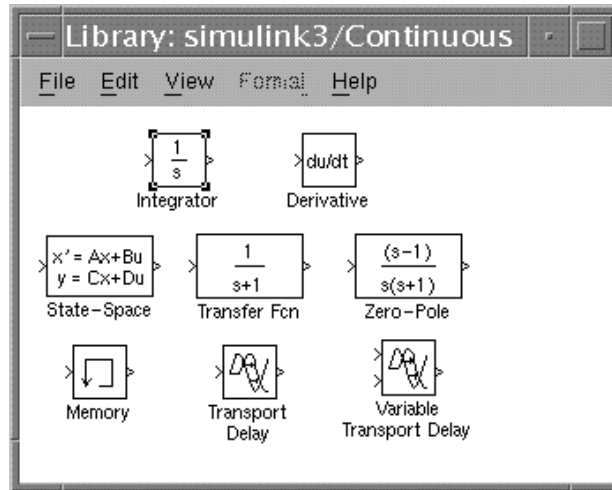 Library: simulink3/Continuous
File Edit View Format Help
1
s
du/dt
Integrator Derivative
x' = Ax+Bu
y = Cx+Du
1
s+1
(s−1)
s(s+1)
State−Space Transfer Fcn Zero−Pole
Memory
Transport
Delay
Variable
Transport Delay